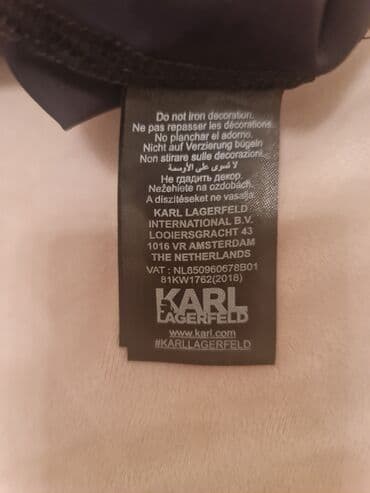 Do not iron decoration.
Ne pas repasser les décorations.
No planchar el adorno.
Nicht auf Verzierung bügeln
Non stirare sulle decorazioni.
لا تشوى على الأوسمة
Не гладить декор.
Nežehlete na ozdobách.
A díszítéseket ne vasalja.
KARL LAGERFELD
INTERNATIONAL B.V.
LOOIERSGRACHT 43
1016 VR AMSTERDAM
THE NETHERLANDS
VAT : NL850960678B01
81KW1762(2018)
KARL
LAGERFELD
www.karl.com
#KARLLAGERFELD